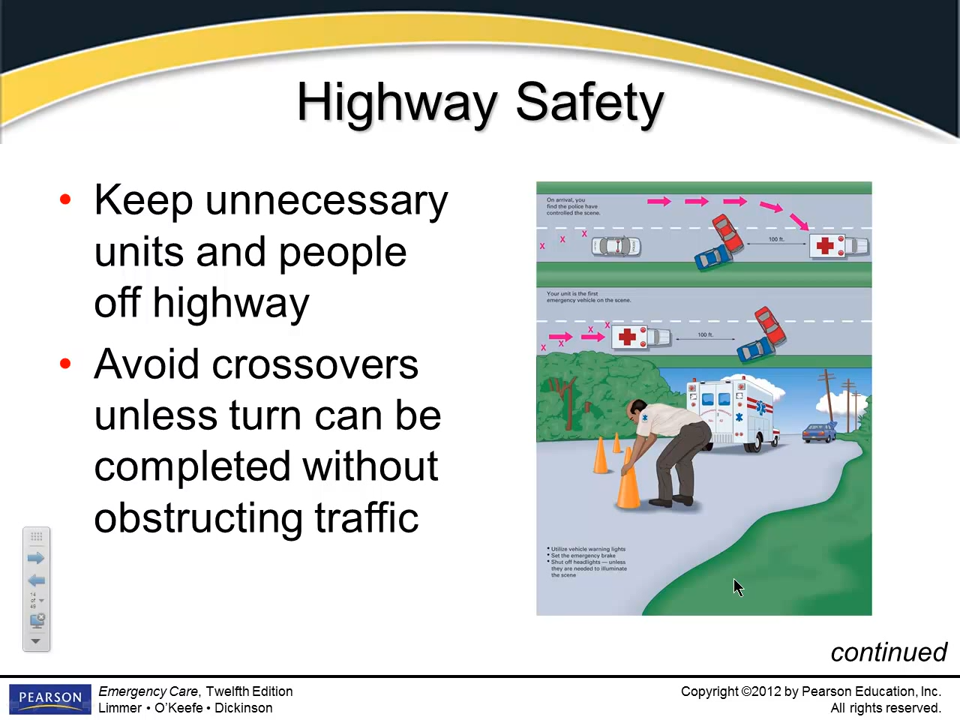 Highway Safety
• Keep unnecessary
units and people
off highway
• Avoid crossovers
unless turn can be
completed without
obstructing traffic
On arrival, you
find the police have
controlled the scene.
X X X
100 ft.
Your unit is the first
emergency vehicle on the scene.
X X X X
100 ft.
• Utilize vehicle warning lights
• Set the emergency brake
• Shut off headlights — unless
they are needed to illuminate
the scene
14
of
48
continued
PEARSON
Emergency Care, Twelfth Edition
Limmer • O’Keefe • Dickinson
Copyright ©2012 by Pearson Education, Inc.
All rights reserved.